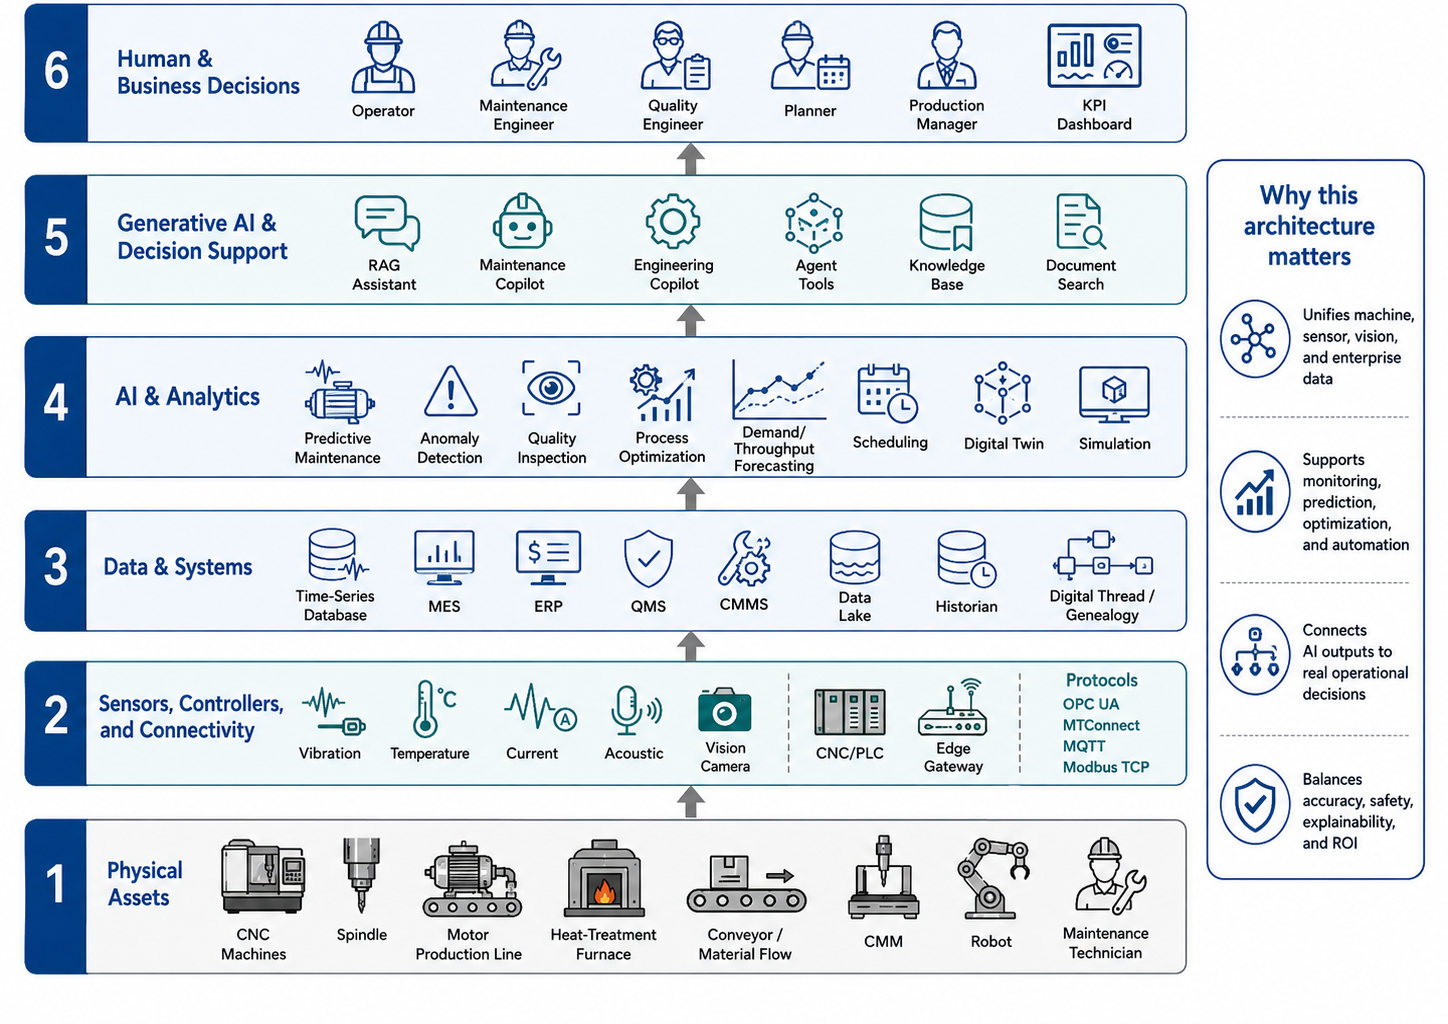 6
Human &
Business Decisions
Operator
Maintenance
Engineer
Quality
Engineer
Planner
Production
Manager
KPI
Dashboard
5
Generative AI &
Decision Support
RAG
Assistant
Maintenance
Copilot
Engineering
Copilot
Agent
Tools
Knowledge
Base
Document
Search
4
AI & Analytics
Predictive
Maintenance
Anomaly
Detection
Quality
Inspection
Process
Optimization
Demand/
Throughput
Forecasting
Scheduling
Digital Twin
Simulation
3
Data & Systems
Time-Series
Database
MES
$
ERP
QMS
CMMS
Data
Lake
Historian
Digital Thread /
Genealogy
2
Sensors, Controllers,
and Connectivity
Vibration
°C
Temperature
A
Current
Acoustic
Vision
Camera
CNC/PLC
Edge
Gateway
Protocols
OPC UA
MTConnect
MQTT
Modbus TCP
1
Physical
Assets
CNC
Machines
Spindle
Motor
Production Line
Heat-Treatment
Furnace
Conveyor /
Material Flow
CMM
Robot
Maintenance
Technician
Why this
architecture
matters
Unifies machine,
sensor, vision,
and enterprise
data
Supports
monitoring,
prediction,
optimization,
and automation
Connects
AI outputs to
real operational
decisions
Balances
accuracy, safety,
explainability,
and ROI